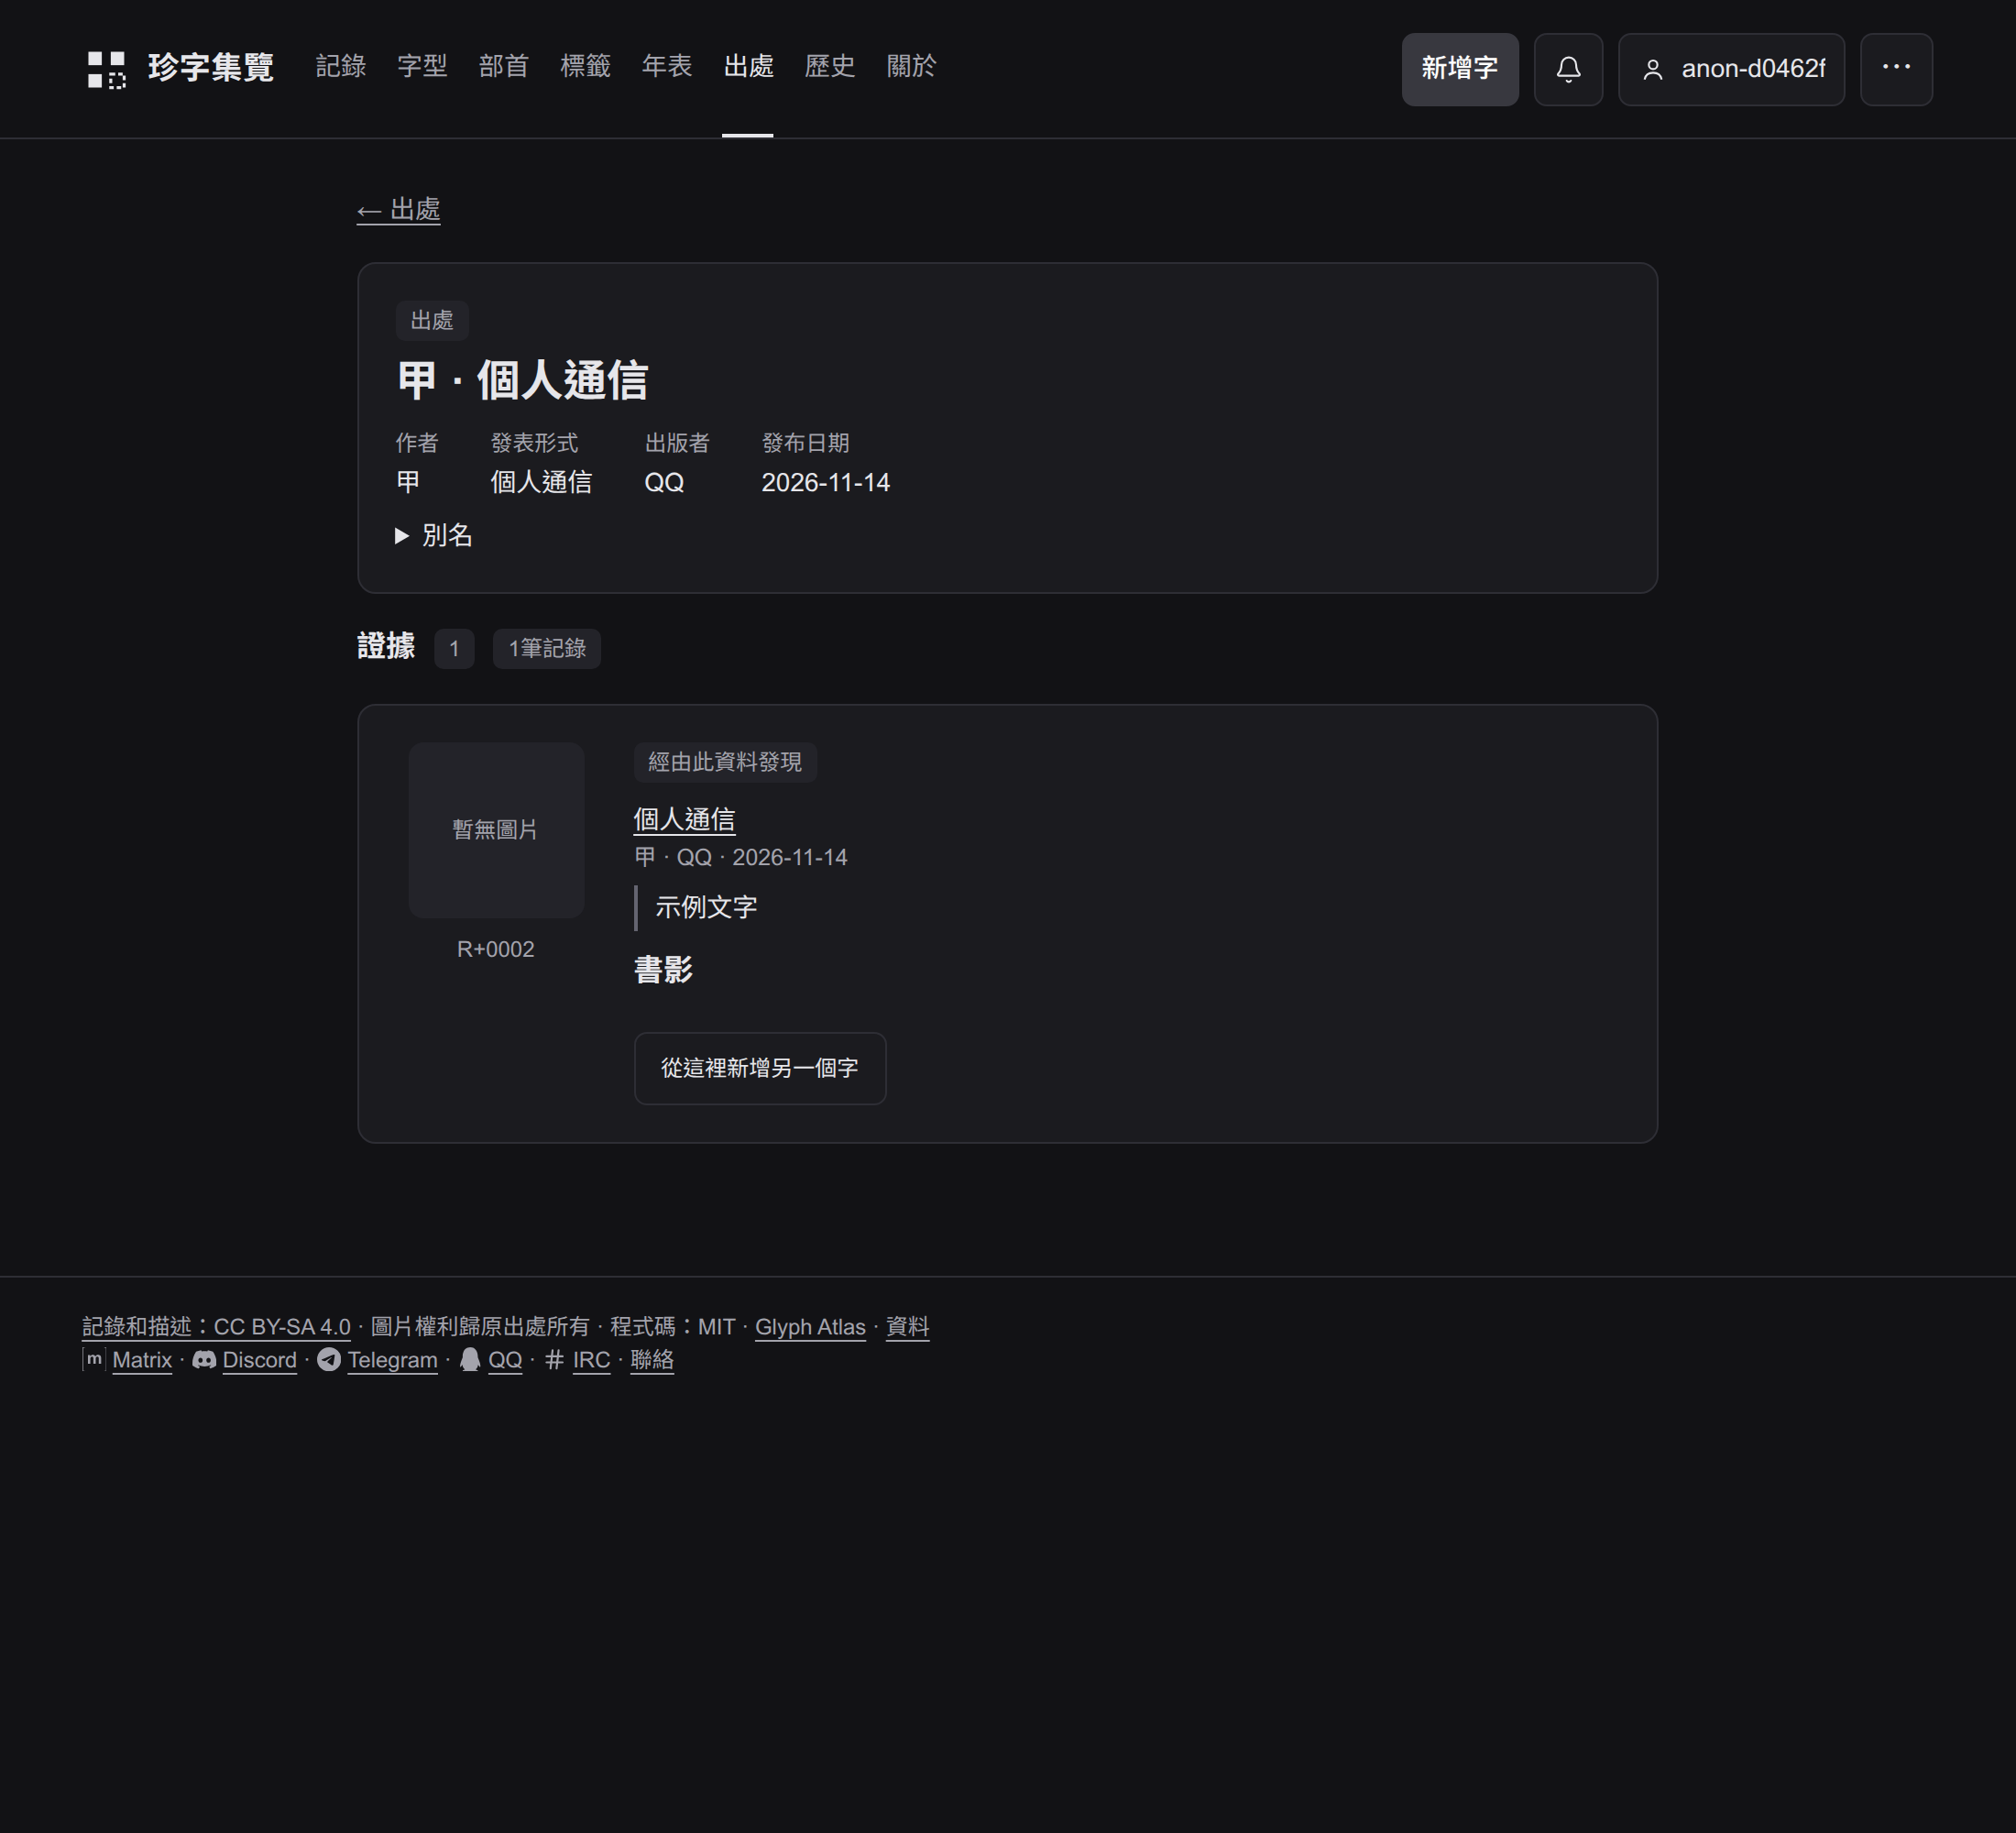 珍字集覽 記錄 字型 部首 標籤 年表 出處 歷史 關於 新增字 anon-d0462f ···
← 出處
出處
甲 · 個人通信
作者 發表形式 出版者 發布日期
甲 個人通信 QQ 2026-11-14
▶ 別名
證據 1 1筆記錄
經由此資料發現
個人通信
暫無圖片
甲 · QQ · 2026-11-14
示例文字
R+0002
書影
從這裡新增另一個字
記錄和描述：CC BY-SA 4.0 · 圖片權利歸原出處所有 · 程式碼：MIT · Glyph Atlas · 資料
[m] Matrix · Discord · Telegram · QQ · # IRC · 聯絡